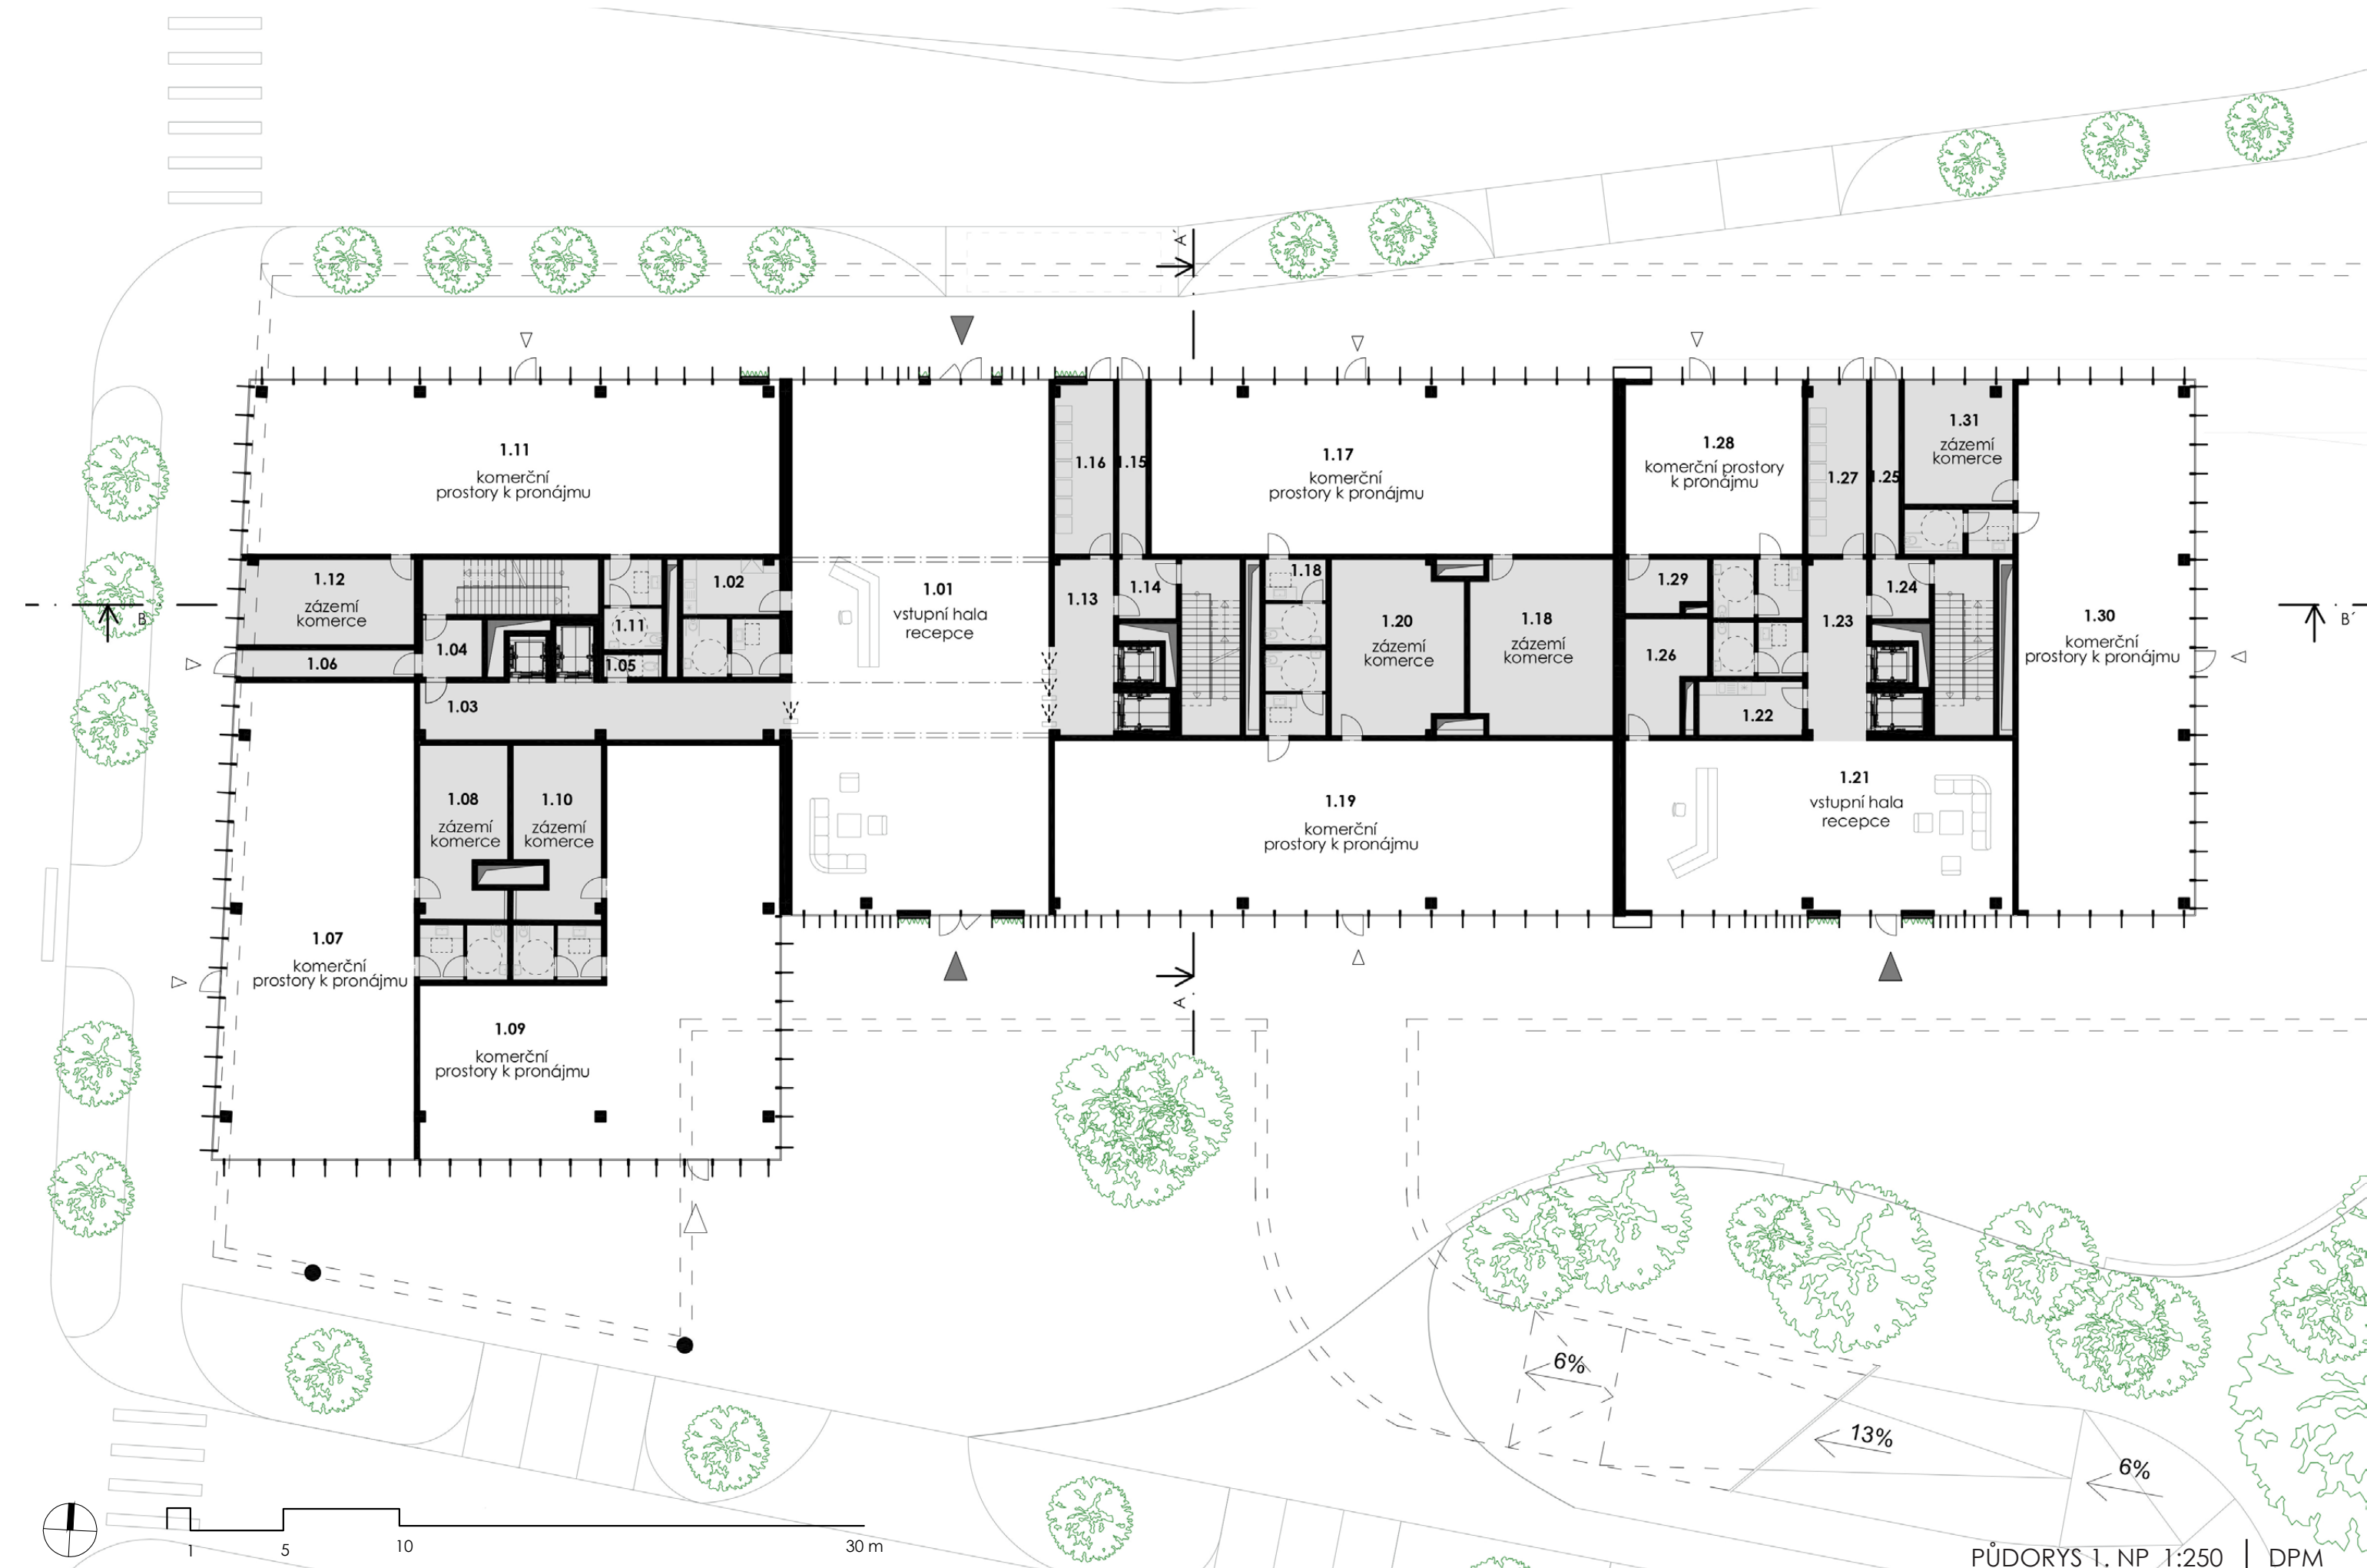 A´
1.11
komerční
prostory k pronájmu
1.16
1.15
1.17
komerční
prostory k pronájmu
1.28
komerční prostory
k pronájmu
1.27
1.25
1.31
zázemí
komerce
1.12
zázemí
komerce
B
1.06
1.04
1.11
1.05
1.02
1.03
1.01
vstupní hala
recepce
1.13
1.14
1.18
1.20
zázemí
komerce
1.18
zázemí
komerce
1.29
1.26
1.22
1.23
1.24
1.30
komerční
prostory k pronájmu
B´
1.08
zázemí
komerce
1.10
zázemí
komerce
1.19
komerční
prostory k pronájmu
1.21
vstupní hala
recepce
1.07
komerční
prostory k pronájmu
1.09
komerční
prostory k pronájmu
A
6%
13%
6%
1
5
10
30 m
PŮDORYS 1. NP 1:250 | DPM